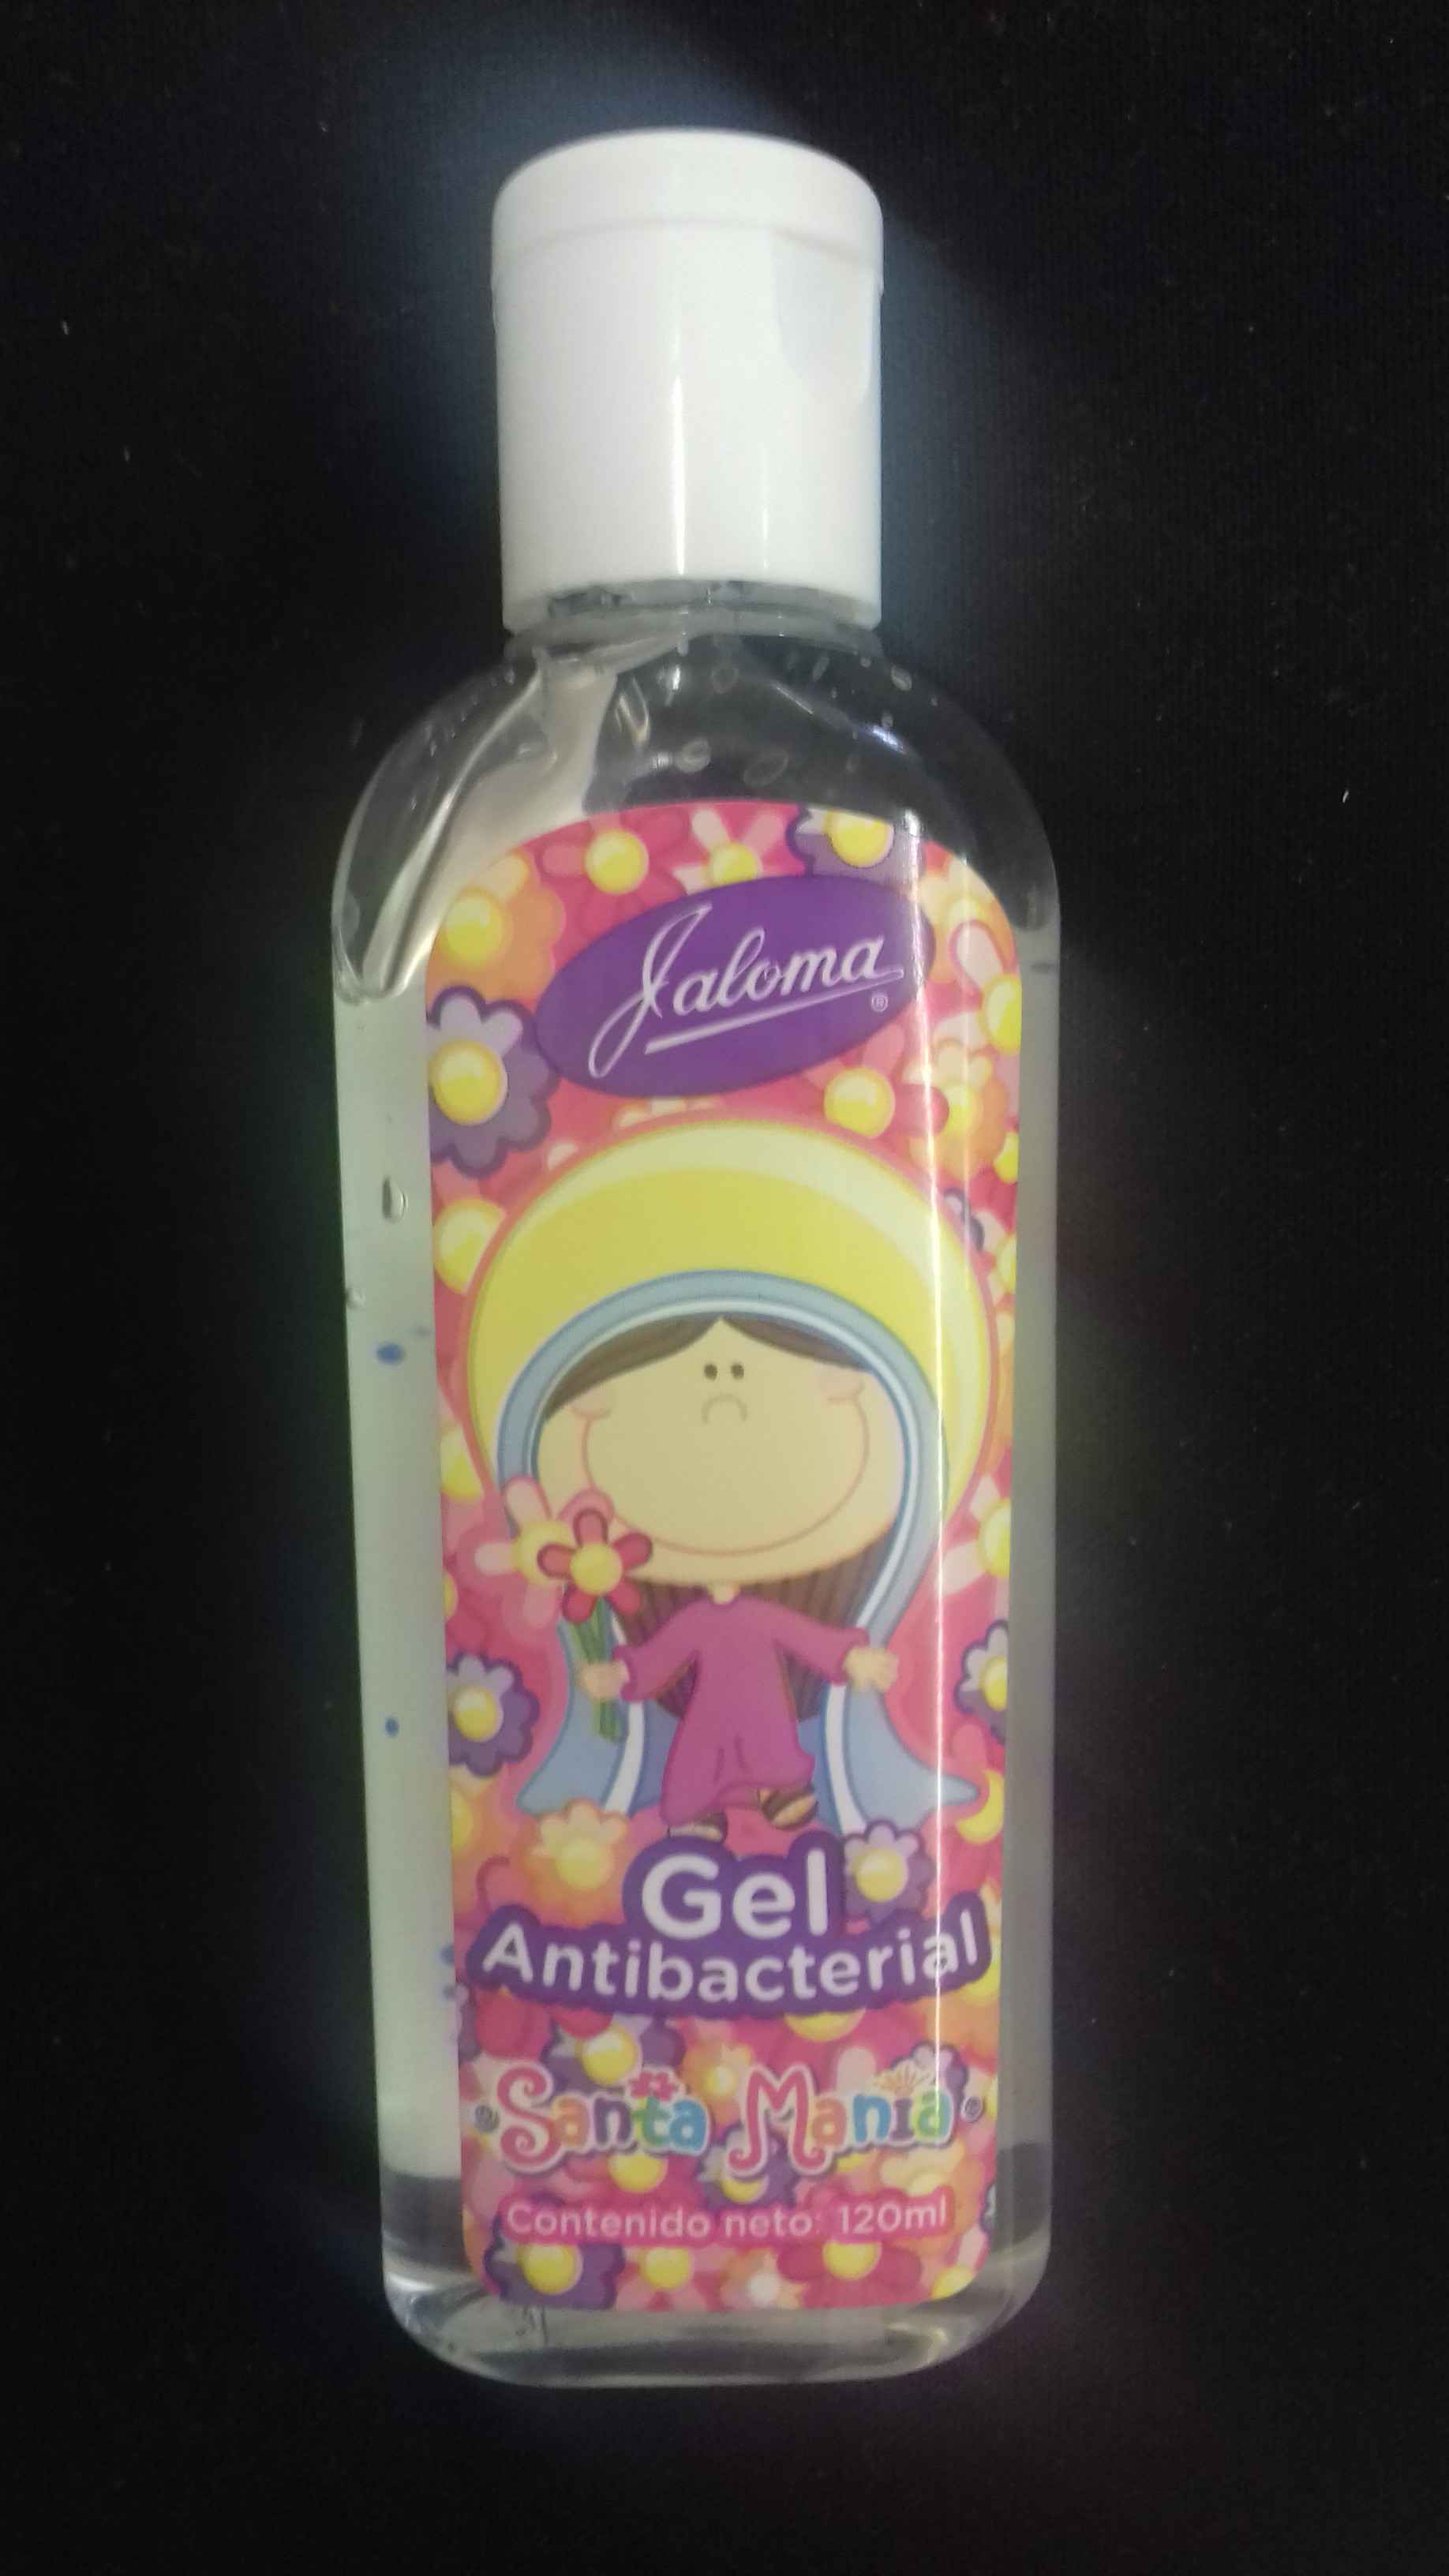 Jaloma
®
Gel
Antibacterial
® Santa Mania ®
Contenido neto: 120ml